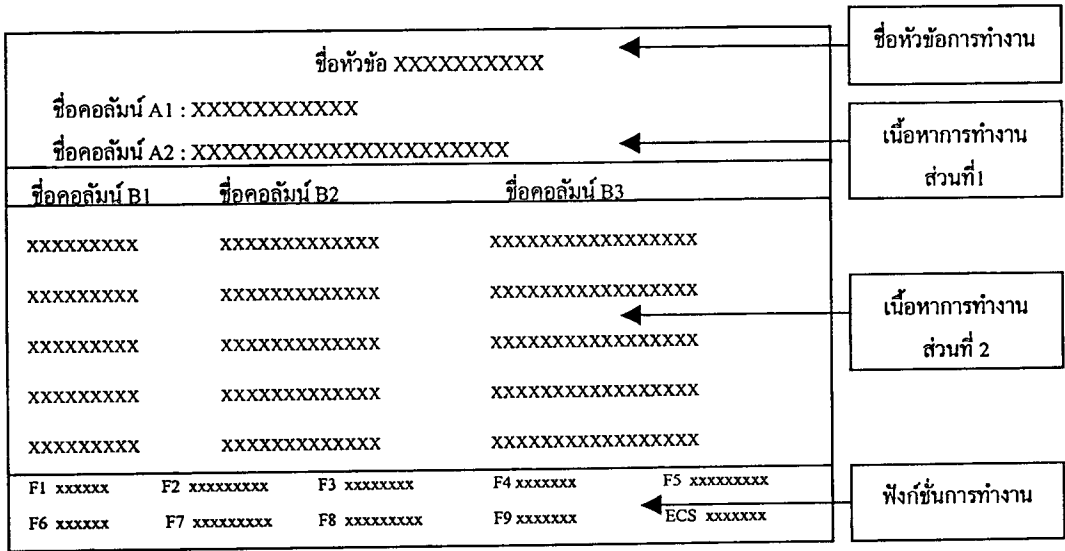 ชื่อหัวข้อ XXXXXXXXXX
ชื่อหัวข้อการทำงาน
ชื่อคอลัมน์ A1 : XXXXXXXXXXX
ชื่อคอลัมน์ A2 : XXXXXXXXXXXXXXXXXXXXX
เนื้อหาการทำงาน
ส่วนที่1
ชื่อคอลัมน์ B1 ชื่อคอลัมน์ B2 ชื่อคอลัมน์ B3
XXXXXXXXX XXXXXXXXXXXXX XXXXXXXXXXXXXXXXX
XXXXXXXXX XXXXXXXXXXXXX XXXXXXXXXXXXXXXXX
XXXXXXXXX XXXXXXXXXXXXX XXXXXXXXXXXXXXXXX
XXXXXXXXX XXXXXXXXXXXXX XXXXXXXXXXXXXXXXX
XXXXXXXXX XXXXXXXXXXXXX XXXXXXXXXXXXXXXXX
เนื้อหาการทำงาน
ส่วนที่ 2
F1 xxxxxx F2 xxxxxxxxx F3 xxxxxxxx F4 xxxxxxx F5 xxxxxxxxx
F6 xxxxxx F7 xxxxxxxxx F8 xxxxxxxxx F9 xxxxxxx ECS xxxxxxx
ฟังก์ชั่นการทำงาน